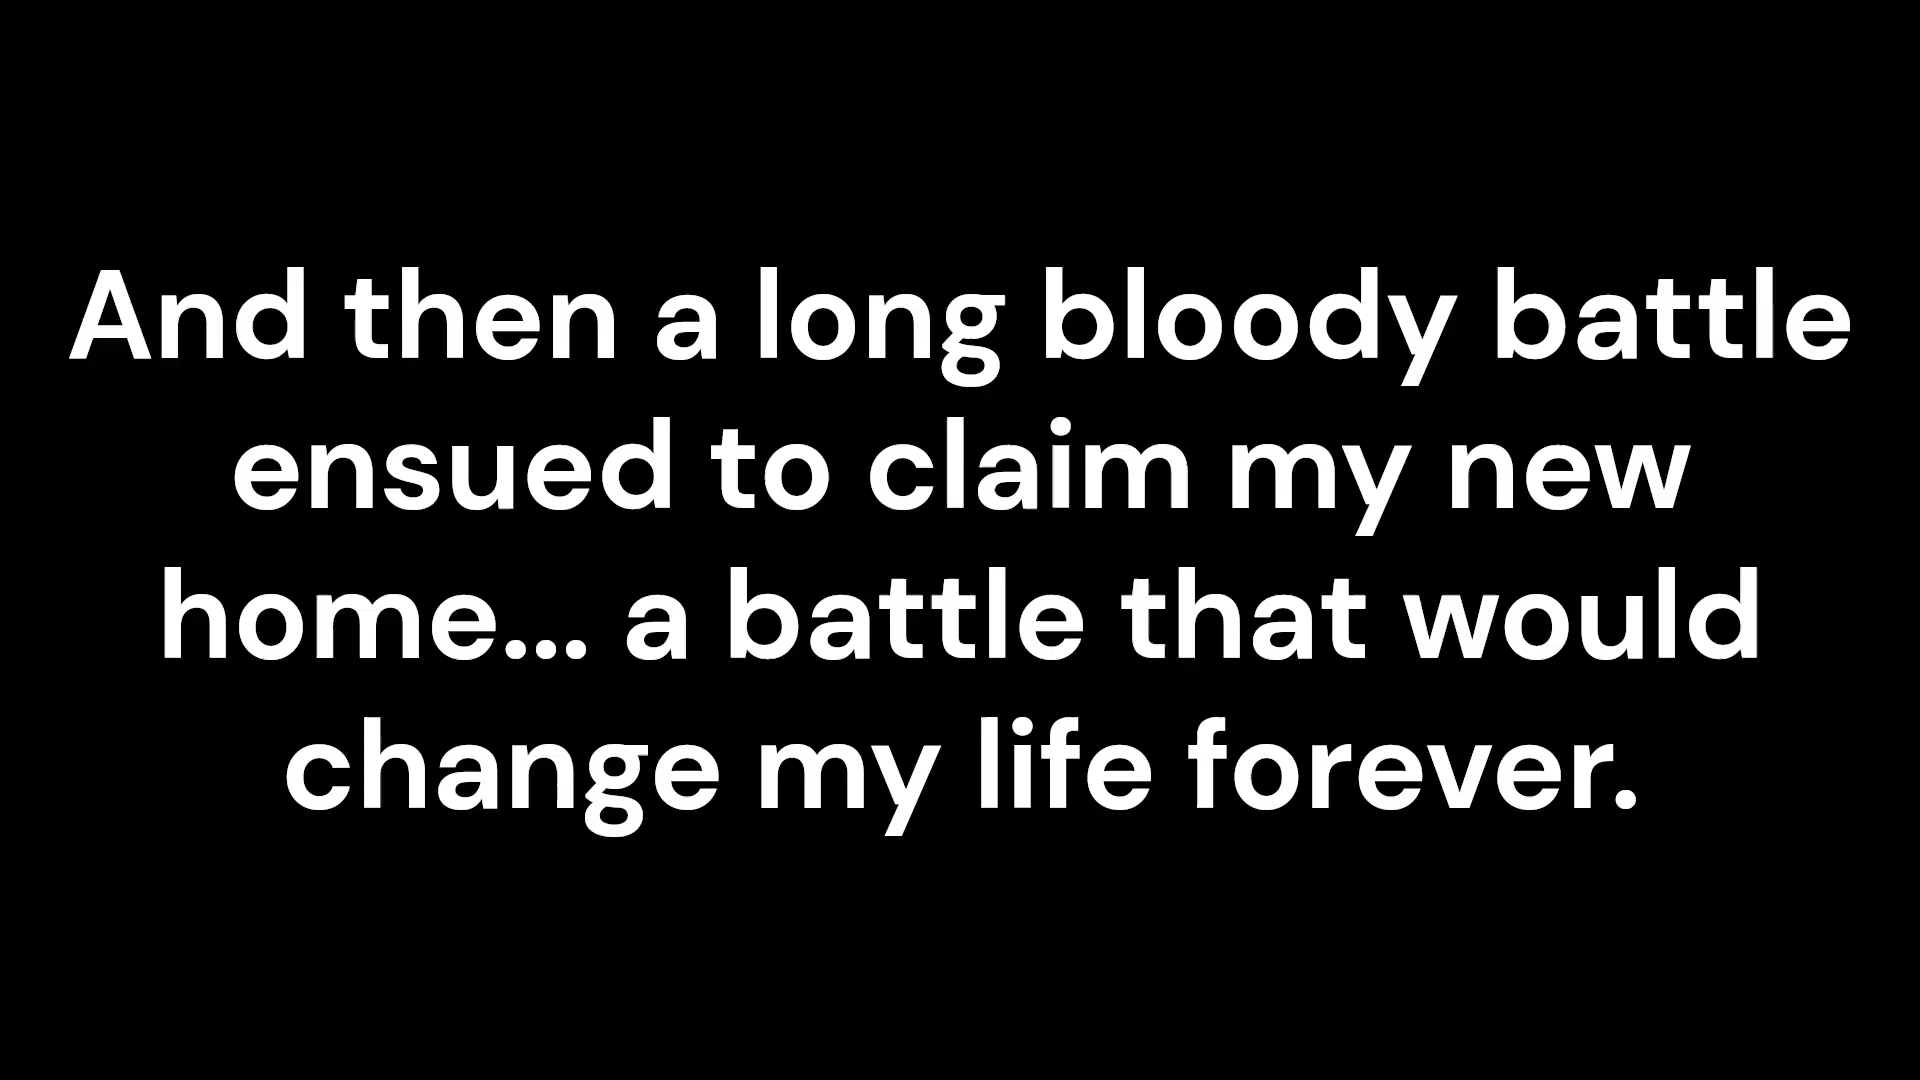 And then a long bloody battle
ensued to claim my new
home... a battle that would
change my life forever.